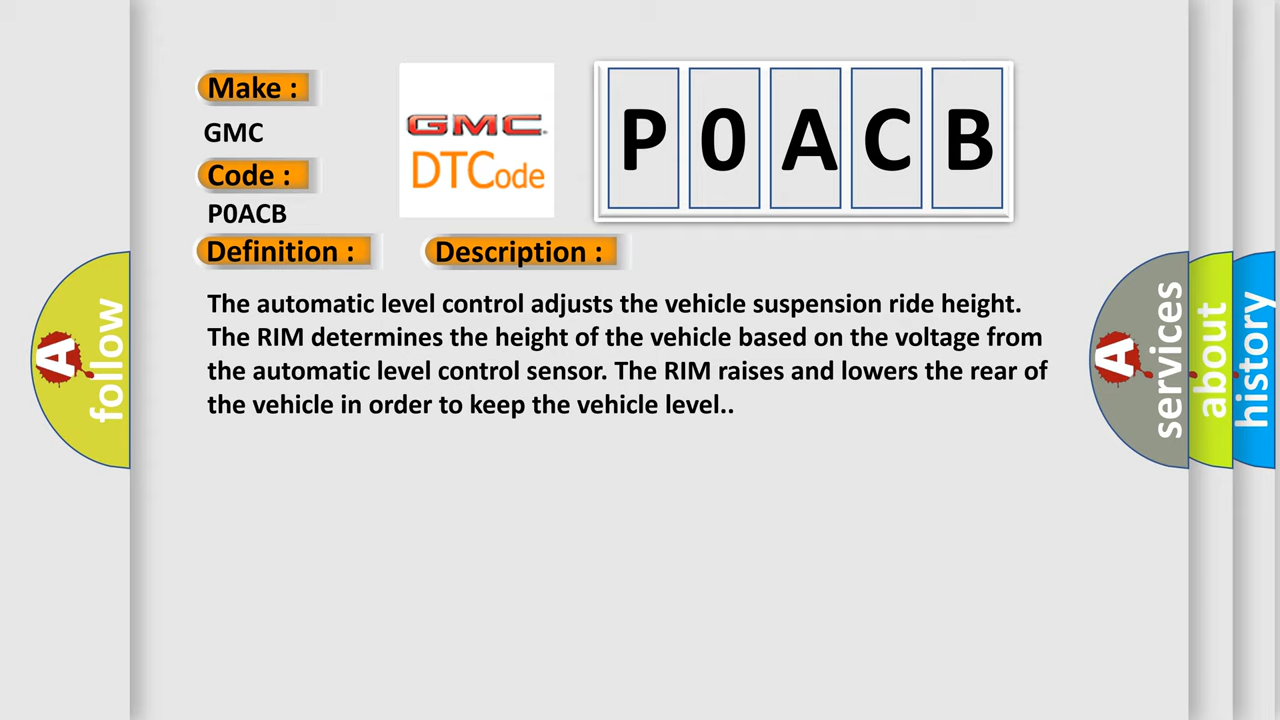 Make :
GMC
Code :
P0ACB
GMC
DTCode
P0ACB
Definition :
Description :
The automatic level control adjusts the vehicle suspension ride height.
The RIM determines the height of the vehicle based on the voltage from
the automatic level control sensor. The RIM raises and lowers the rear of
the vehicle in order to keep the vehicle level..
A follow
A services
about
history